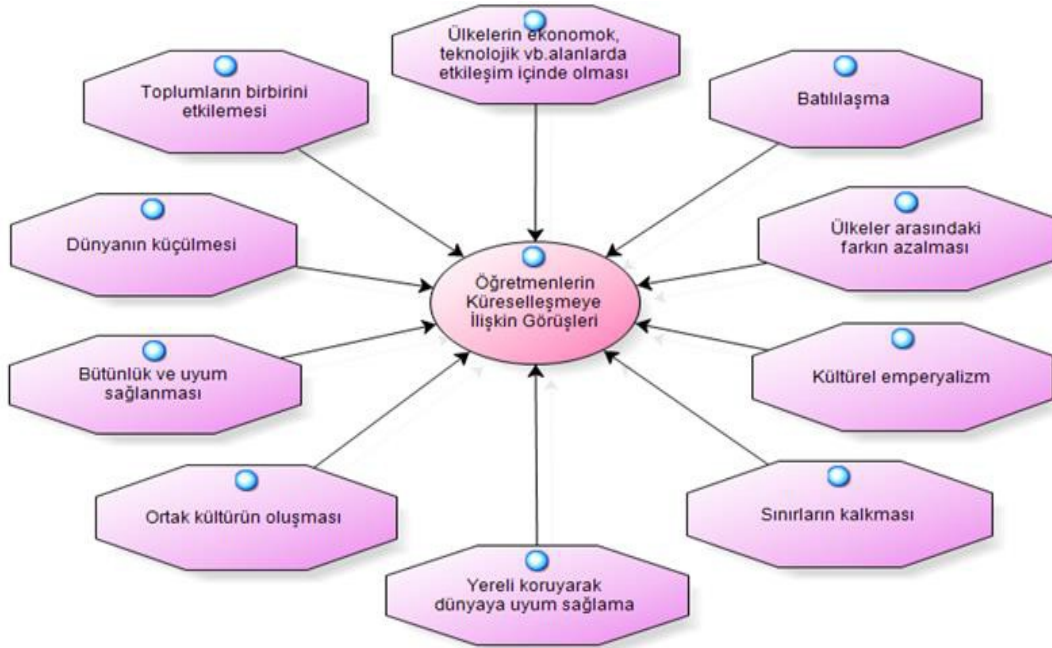 Ülkelerin ekonomok,
teknolojik vb.alanlarda
etkileşim içinde olması
Toplumların birbirini
etkilemesi
Batılılaşma
Dünyanın küçülmesi
Ülkeler arasındaki
farkın azalması
Öğretmenlerin
Küreselleşmeye
İlişkin Görüşleri
Bütünlük ve uyum
sağlanması
Kültürel emperyalizm
Ortak kültürün oluşması
Sınırların kalkması
Yereli koruyarak
dünyaya uyum sağlama